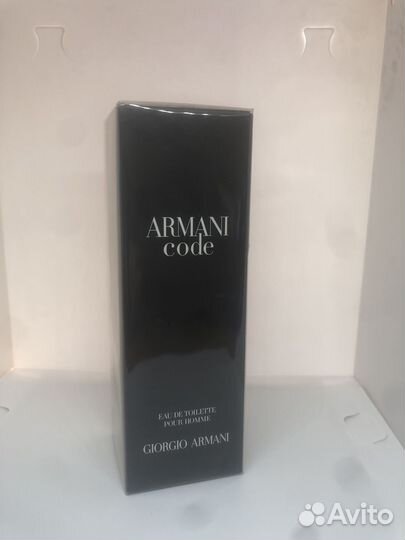 ARMANI
code
EAU DE TOILETTE
POUR HOMME
GIORGIO ARMANI
Avito